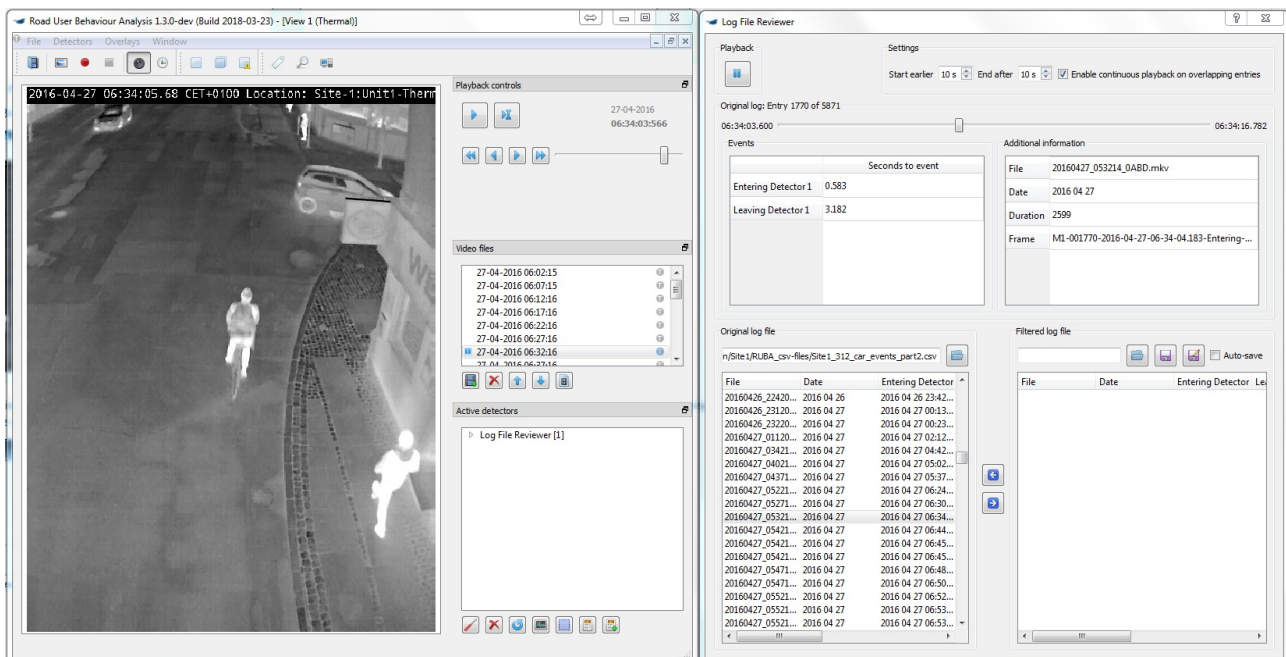 Road User Behaviour Analysis 1.3.0-dev (Build 2018-03-23) - [View 1 (Thermal)]
File Detectors Overlays Window
2016-04-27 06:34:05.68 CET+0100 Location: Site-1:Unit1-Therm
Playback controls
27-04-2016
06:34:03:566
Video files
27-04-2016 06:02:15
27-04-2016 06:07:15
27-04-2016 06:12:16
27-04-2016 06:17:16
27-04-2016 06:22:16
27-04-2016 06:27:16
27-04-2016 06:32:16
27-04-2016 06:37:16
Active detectors
Log File Reviewer [1]
Log File Reviewer
Playback
Settings
Start earlier 10 s End after 10 s Enable continuous playback on overlapping entries
Original log: Entry 1770 of 5871
06:34:03.600 06:34:16.782
Events
Seconds to event
Entering Detector 1 0.583
Leaving Detector 1 3.182
Additional information
File 20160427_053214_0ABD.mkv
Date 2016 04 27
Duration 2599
Frame M1-001770-2016-04-27-06-34-04.183-Entering-...
Original log file
n/Site1/RUBA_csv-files/Site1_312_car_events_part2.csv
File Date Entering Detector
20160426_22420... 2016 04 26 2016 04 26 23:42...
20160426_23120... 2016 04 27 2016 04 27 00:13...
20160426_23220... 2016 04 27 2016 04 27 00:23...
20160427_01120... 2016 04 27 2016 04 27 02:12...
20160427_03421... 2016 04 27 2016 04 27 04:42...
20160427_04021... 2016 04 27 2016 04 27 05:02...
20160427_04371... 2016 04 27 2016 04 27 05:37...
20160427_05221... 2016 04 27 2016 04 27 06:24...
20160427_05271... 2016 04 27 2016 04 27 06:30...
20160427_05321... 2016 04 27 2016 04 27 06:34...
20160427_05421... 2016 04 27 2016 04 27 06:44...
20160427_05421... 2016 04 27 2016 04 27 06:45...
20160427_05421... 2016 04 27 2016 04 27 06:45...
20160427_05471... 2016 04 27 2016 04 27 06:48...
20160427_05471... 2016 04 27 2016 04 27 06:50...
20160427_05521... 2016 04 27 2016 04 27 06:52...
20160427_05521... 2016 04 27 2016 04 27 06:53...
20160427_05521... 2016 04 27 2016 04 27 06:53...
Filtered log file
Auto-save
File Date Entering Detector Lea